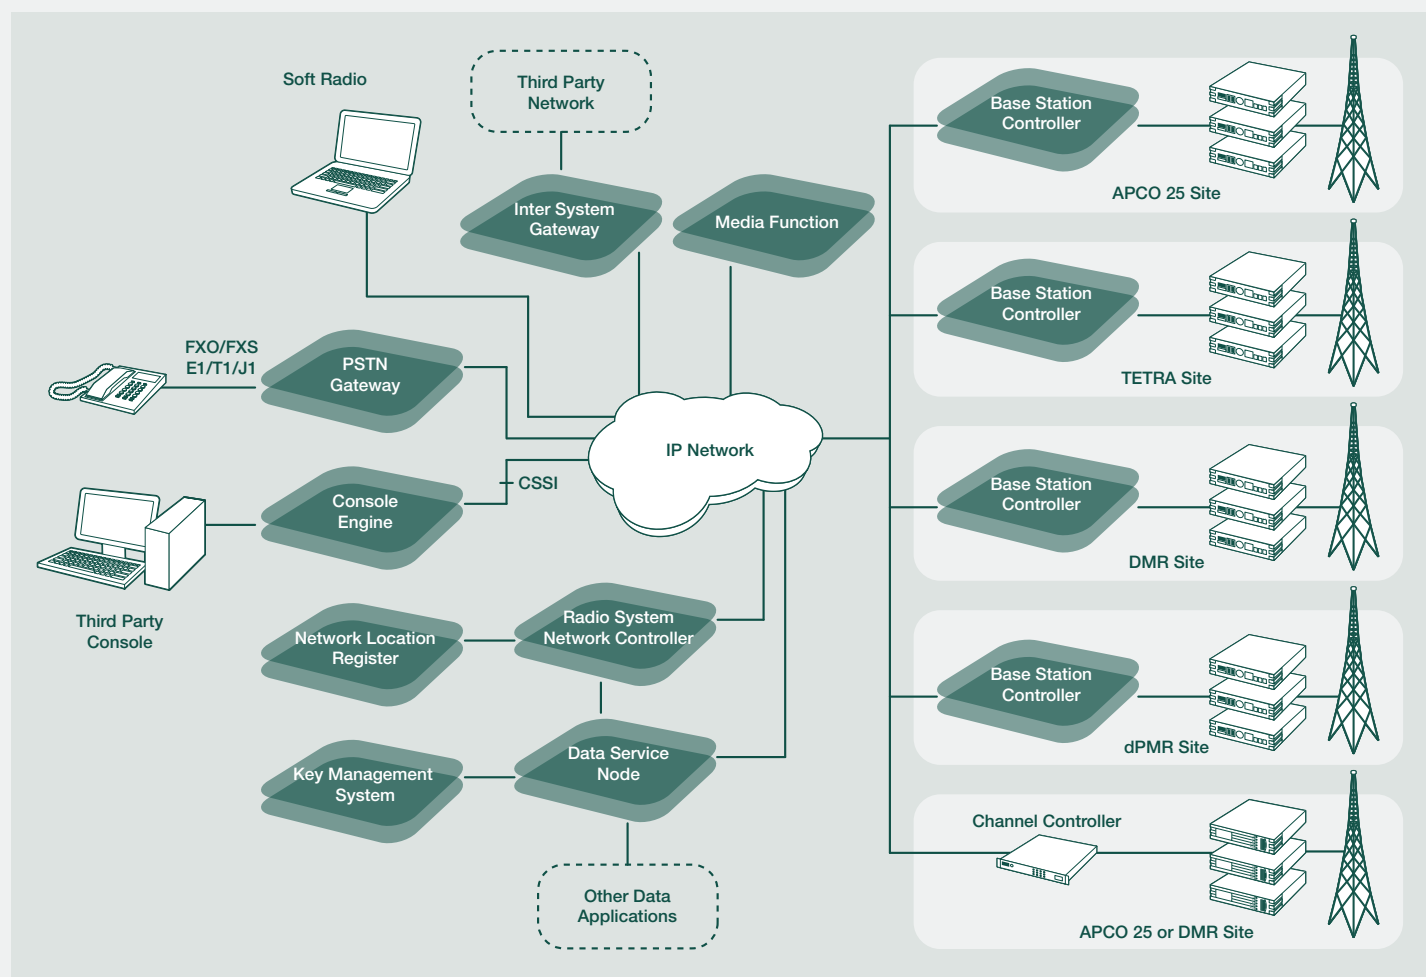 Soft Radio
Third Party
Network
Inter System
Gateway
Media Function
FXO/FXS
E1/T1/J1
PSTN
Gateway
IP Network
CSSI
Console
Engine
Third Party
Console
Network Location
Register
Radio System
Network Controller
Key Management
System
Data Service
Node
Other Data
Applications
Base Station
Controller
APCO 25 Site
Base Station
Controller
TETRA Site
Base Station
Controller
DMR Site
Base Station
Controller
dPMR Site
Channel Controller
APCO 25 or DMR Site